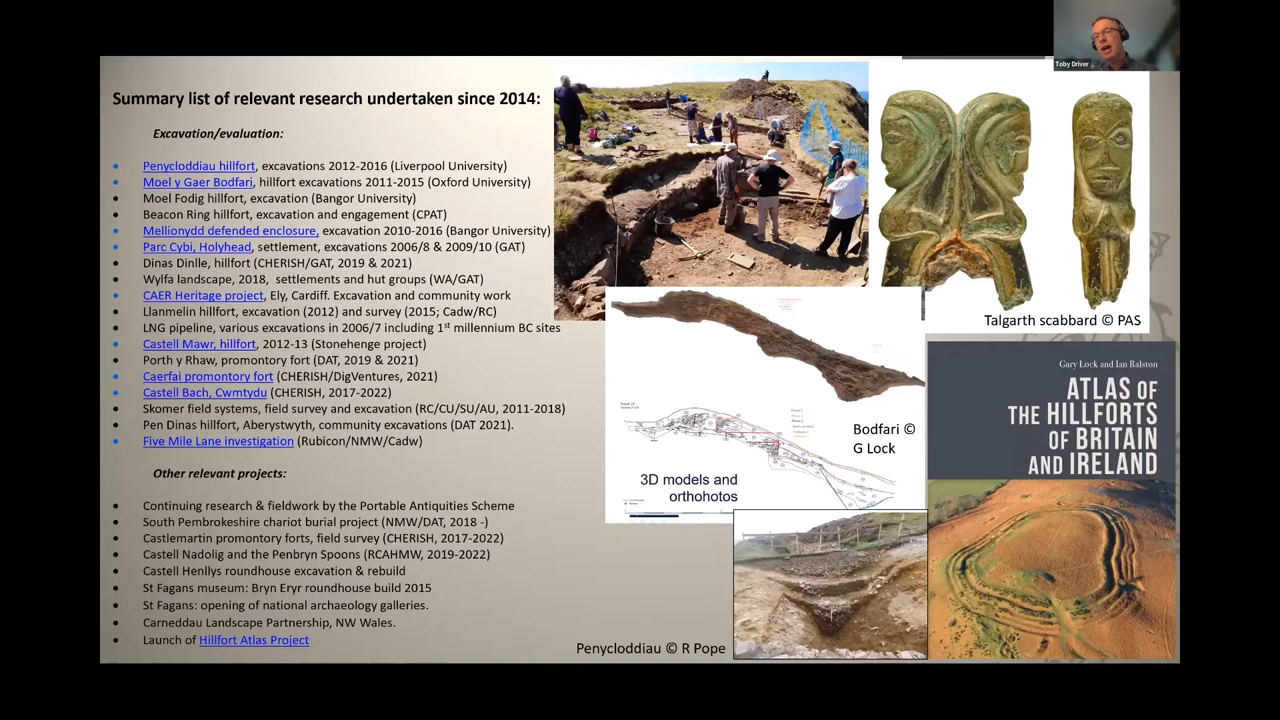 Toby Driver
Summary list of relevant research undertaken since 2014:
Excavation/evaluation:
Penycloddiau hillfort, excavations 2012-2016 (Liverpool University)
Moel y Gaer Bodfari, hillfort excavations 2011-2015 (Oxford University)
Moel Fodig hillfort, excavation (Bangor University)
Beacon Ring hillfort, excavation and engagement (CPAT)
Mellionydd defended enclosure, excavation 2010-2016 (Bangor University)
Parc Cybi, Holyhead, settlement, excavations 2006/8 & 2009/10 (GAT)
Dinas Dinlle, hillfort (CHERISH/GAT, 2019 & 2021)
Wylfa landscape, 2018, settlements and hut groups (WA/GAT)
CAER Heritage project, Ely, Cardiff. Excavation and community work
Llanmelin hillfort, excavation (2012) and survey (2015; Cadw/RC)
LNG pipeline, various excavations in 2006/7 including 1st millennium BC sites
Castell Mawr, hillfort, 2012-13 (Stonehenge project)
Porth y Rhaw, promontory fort (DAT, 2019 & 2021)
Caerfai promontory fort (CHERISH/DigVentures, 2021)
Castell Bach, Cwmtydu (CHERISH, 2017-2022)
Skomer field systems, field survey and excavation (RC/CU/SU/AU, 2011-2018)
Pen Dinas hillfort, Aberystwyth, community excavations (DAT 2021).
Five Mile Lane investigation (Rubicon/NMW/Cadw)
Other relevant projects:
Continuing research & fieldwork by the Portable Antiquities Scheme
South Pembrokeshire chariot burial project (NMW/DAT, 2018 -)
Castlemartin promontory forts, field survey (CHERISH, 2017-2022)
Castell Nadolig and the Penbryn Spoons (RCAHMW, 2019-2022)
Castell Henllys roundhouse excavation & rebuild
St Fagans museum: Bryn Eryr roundhouse build 2015
St Fagans: opening of national archaeology galleries.
Carneddau Landscape Partnership, NW Wales.
Launch of Hillfort Atlas Project
Talgarth scabbard © PAS
Bodfari ©
G Lock
3D models and
orthohotos
Penycloddiau © R Pope
Gary Lock and Ian Ralston
ATLAS OF
THE HILLFORTS
OF BRITAIN
AND IRELAND